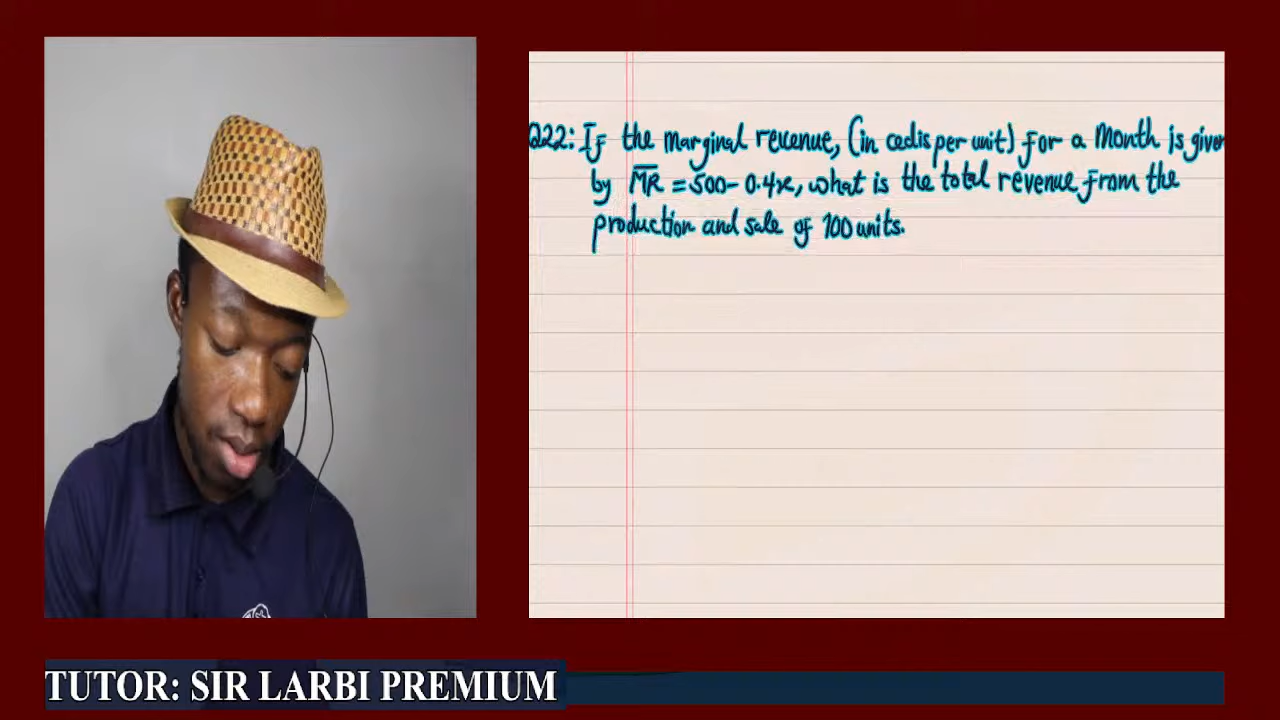 Q22: If the marginal revenue, (in cedis per unit) for a Month is given
by M̅R̅ = 500 - 0.4x, what is the total revenue from the
production and sale of 100 units.
TUTOR: SIR LARBI PREMIUM